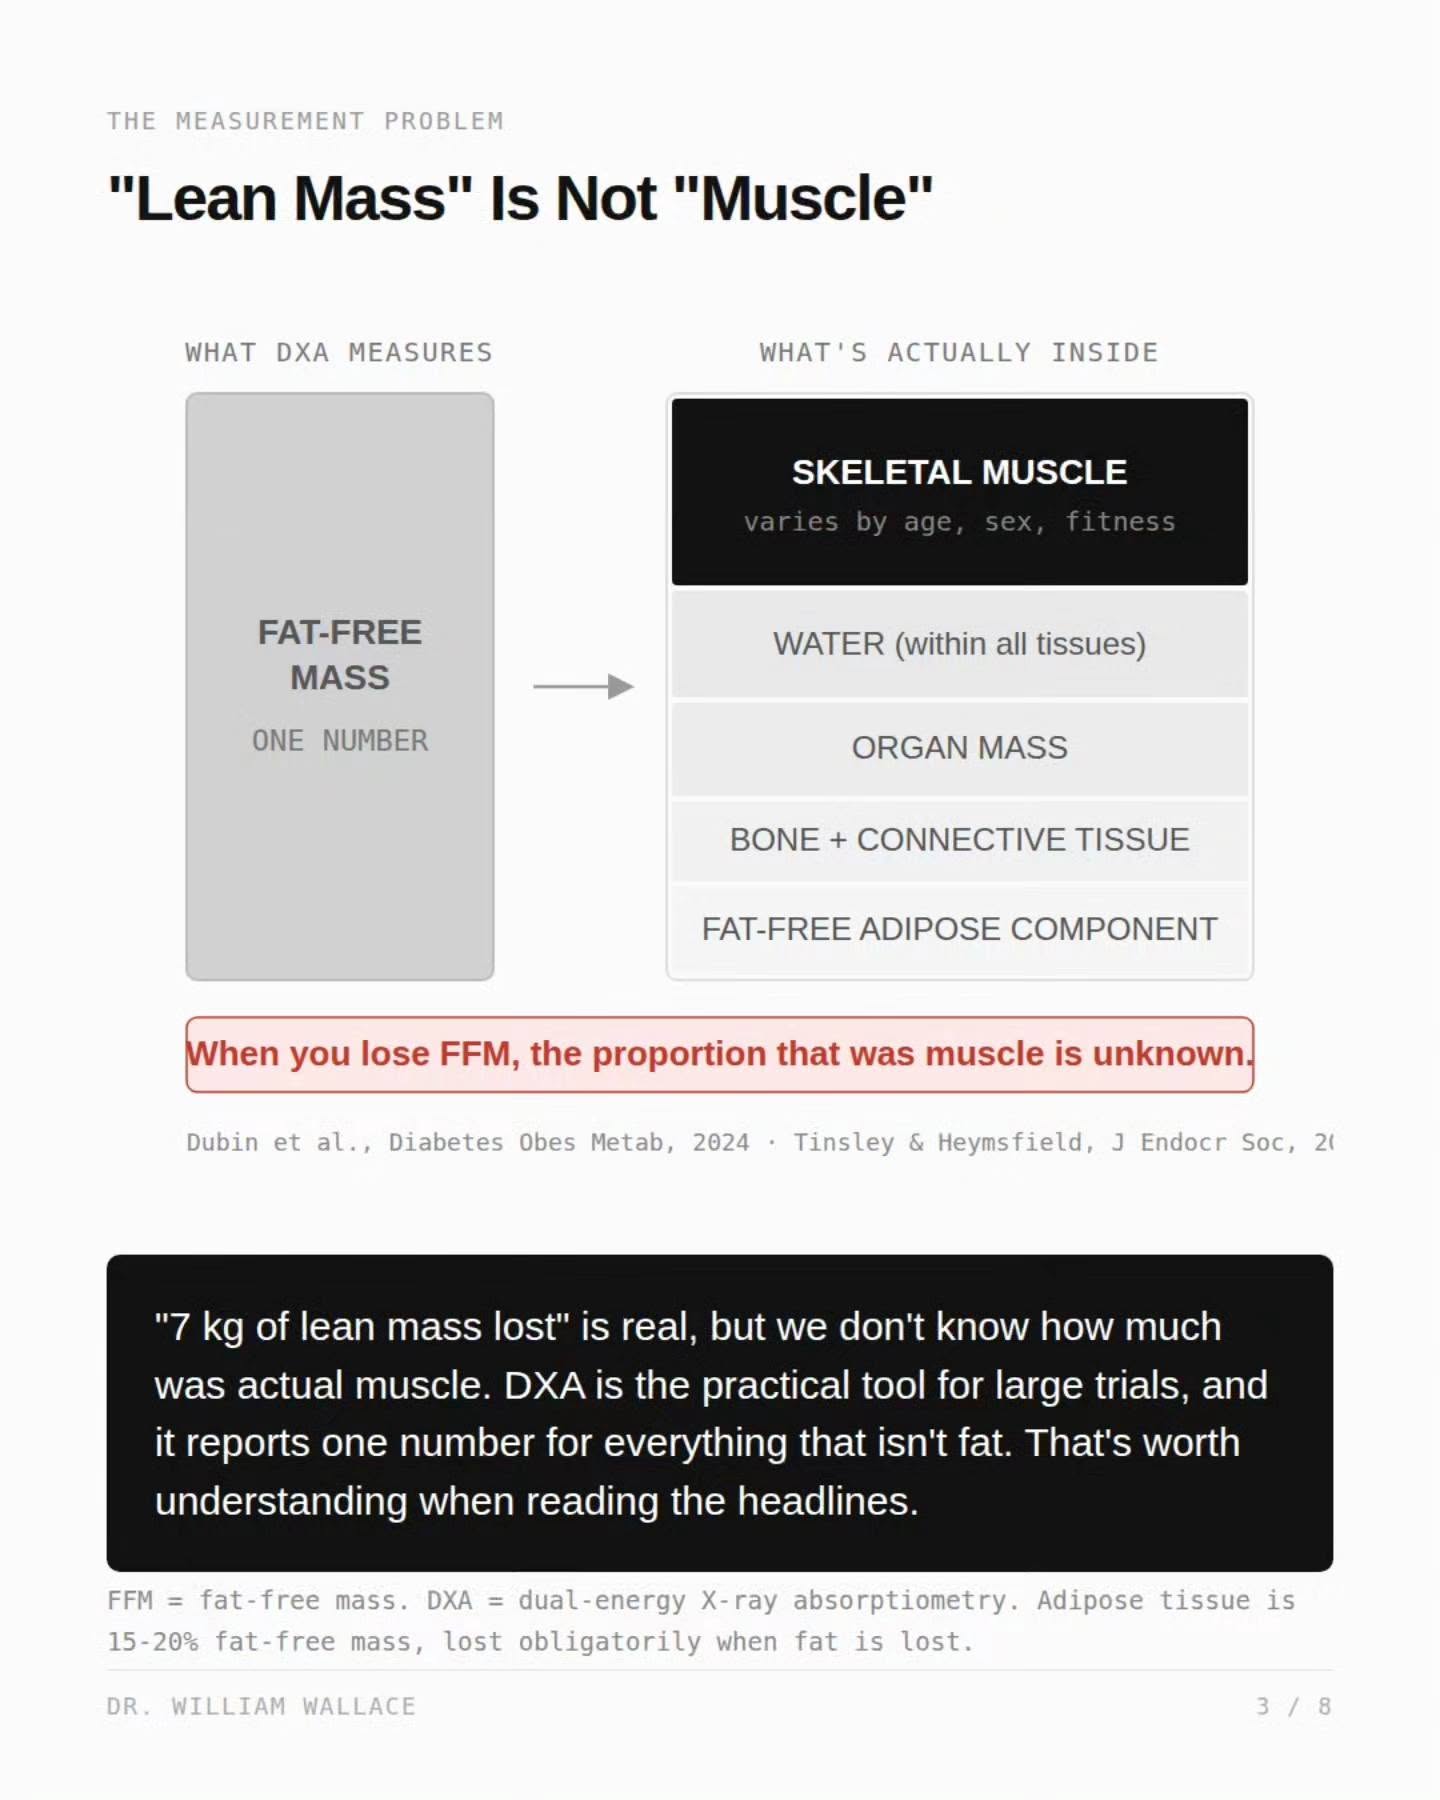 THE MEASUREMENT PROBLEM
"Lean Mass" Is Not "Muscle"
WHAT DXA MEASURES
FAT-FREE
MASS
ONE NUMBER
WHAT'S ACTUALLY INSIDE
SKELETAL MUSCLE
varies by age, sex, fitness
WATER (within all tissues)
ORGAN MASS
BONE + CONNECTIVE TISSUE
FAT-FREE ADIPOSE COMPONENT
When you lose FFM, the proportion that was muscle is unknown.
Dubin et al., Diabetes Obes Metab, 2024 · Tinsley & Heymsfield, J Endocr Soc,
"7 kg of lean mass lost" is real, but we don't know how much
was actual muscle. DXA is the practical tool for large trials, and
it reports one number for everything that isn't fat. That's worth
understanding when reading the headlines.
FFM = fat-free mass. DXA = dual-energy X-ray absorptiometry. Adipose tissue is
15-20% fat-free mass, lost obligatorily when fat is lost.
DR. WILLIAM WALLACE
3 / 8